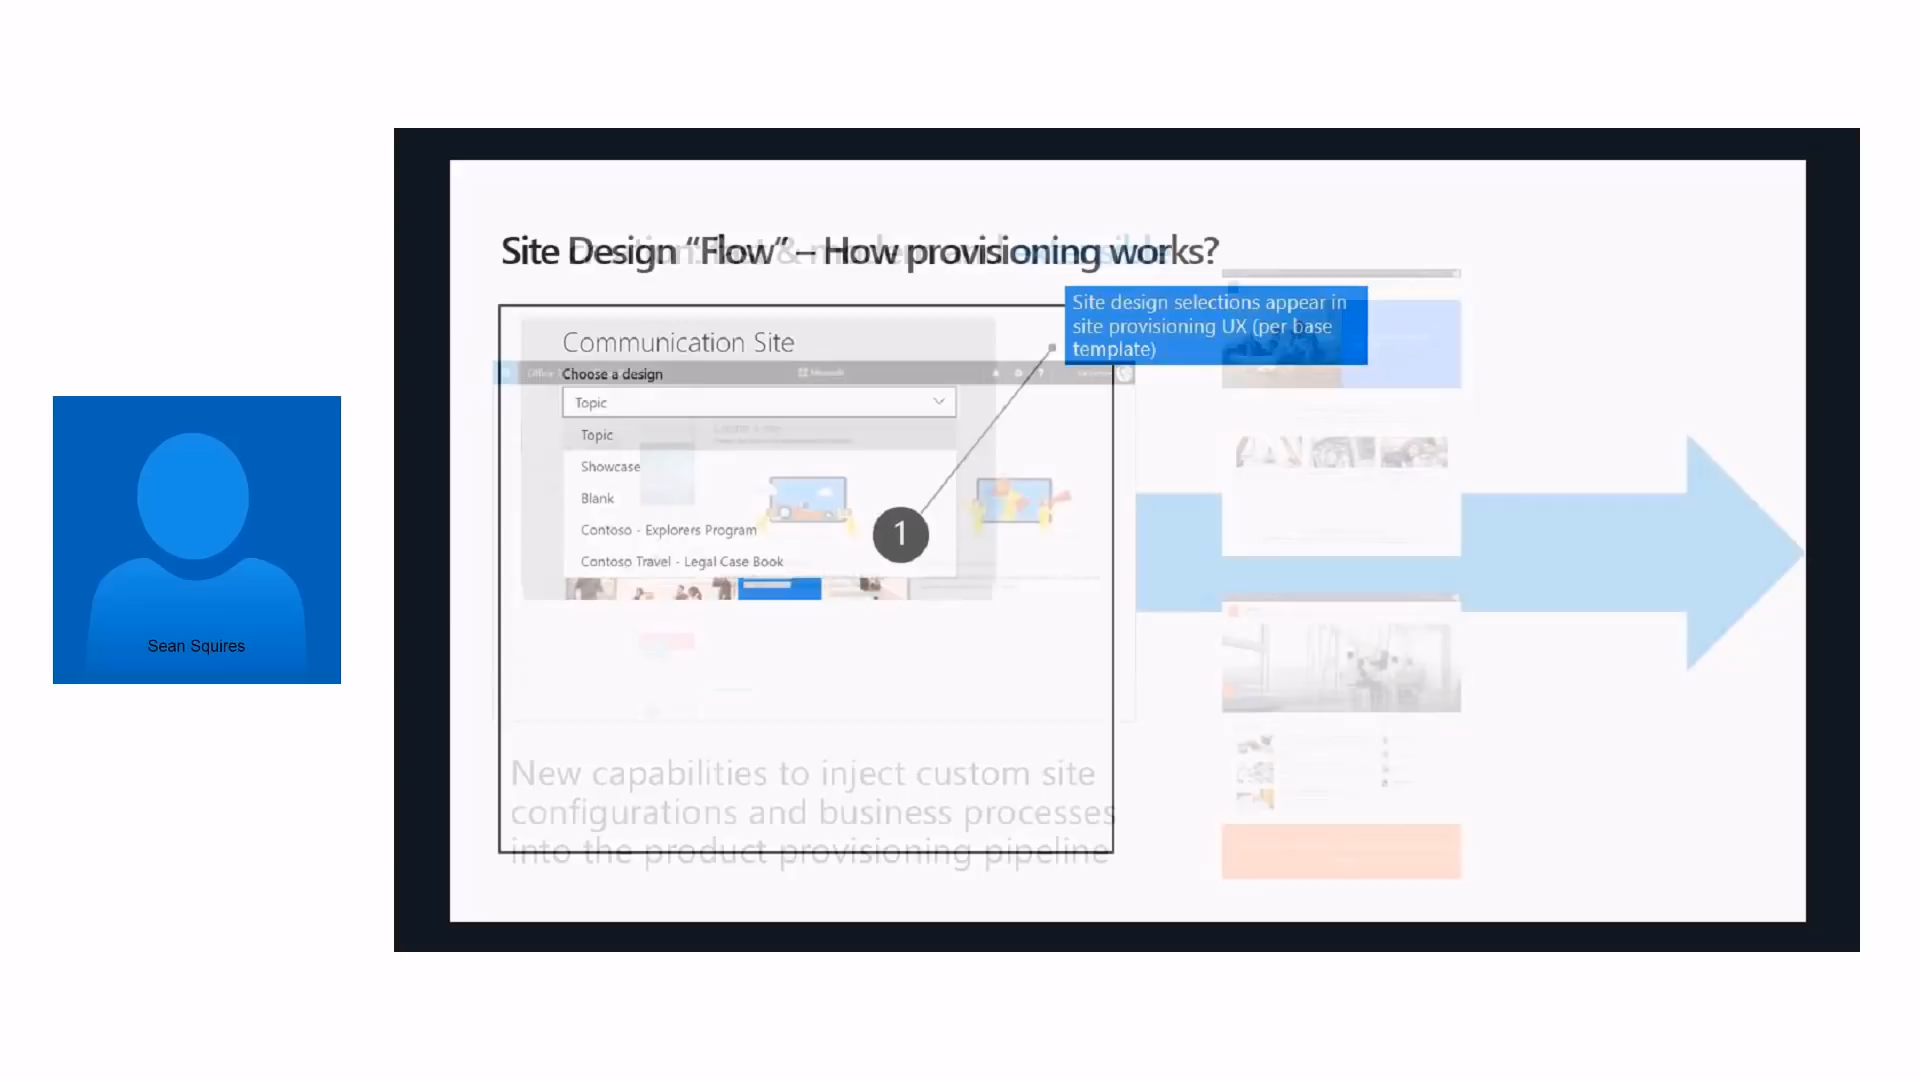 Site Design “Flow” – How provisioning works?
Site design selections appear in
site provisioning UX (per base
template)
Communication Site
Choose a design
Topic
Topic
Showcase
Blank
Contoso - Explorers Program
Contoso Travel - Legal Case Book
1
New capabilities to inject custom site
configurations and business processes
into the product provisioning pipeline
Sean Squires